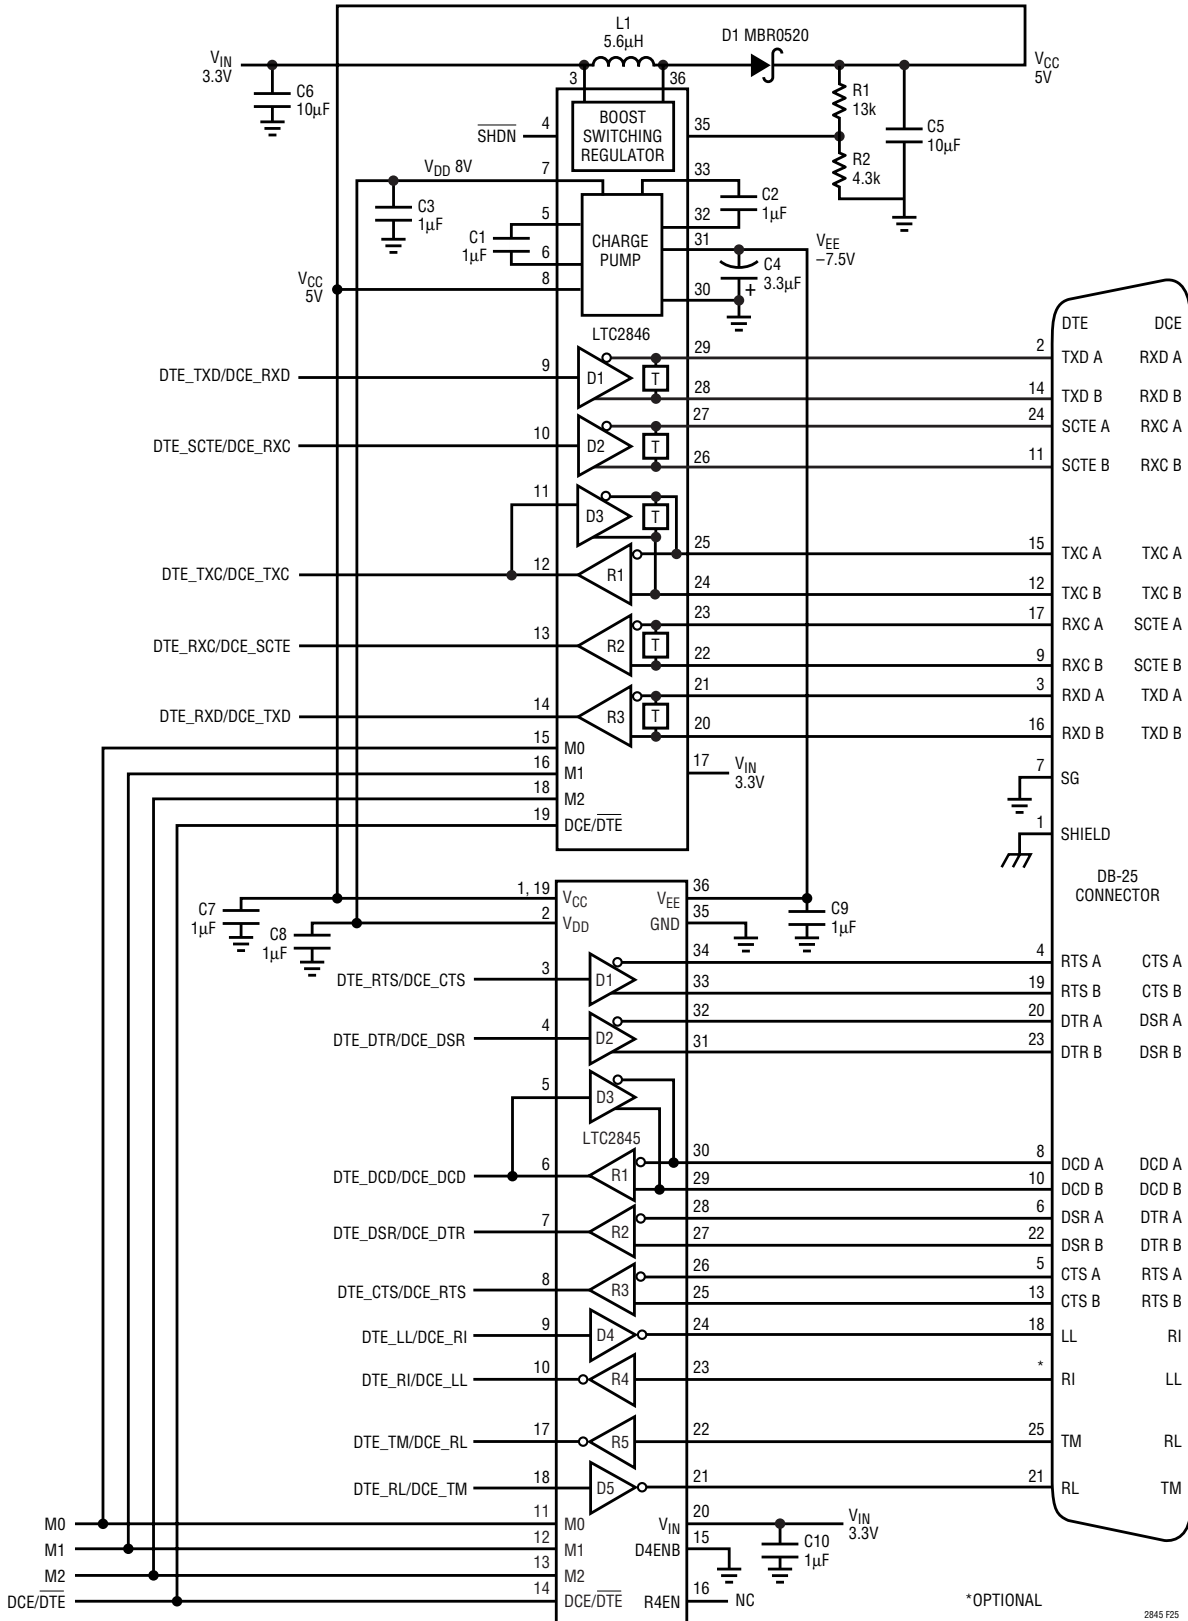 L1
5.6µH
D1 MBR0520
VIN
3.3V
VCC
5V
3
36
C6
10µF
R1
13k
BOOST
SWITCHING
REGULATOR
4
SHDN
35
C5
10µF
R2
4.3k
VDD 8V
7
33
C3
1µF
C2
1µF
5
32
C1
1µF
CHARGE
PUMP
31
VEE
–7.5V
6
C4
3.3µF
+
VCC
5V
8
30
LTC2846
DTE
DCE
DTE_TXD/DCE_RXD
9
D1
T
29
2
TXD A
RXD A
28
14
TXD B
RXD B
DTE_SCTE/DCE_RXC
10
D2
T
27
24
SCTE A
RXC A
26
11
SCTE B
RXC B
11
D3
T
DTE_TXC/DCE_TXC
12
R1
25
15
TXC A
TXC A
24
12
TXC B
TXC B
DTE_RXC/DCE_SCTE
13
R2
T
23
17
RXC A
SCTE A
22
9
RXC B
SCTE B
DTE_RXD/DCE_TXD
14
R3
T
21
3
RXD A
TXD A
20
16
RXD B
TXD B
15
M0
16
M1
17
VIN
3.3V
7
SG
18
M2
19
DCE/DTE
1
SHIELD
DB-25
CONNECTOR
C7
1µF
1, 19
VCC
VEE
36
C8
1µF
2
VDD
GND
35
C9
1µF
DTE_RTS/DCE_CTS
3
D1
34
4
RTS A
CTS A
33
19
RTS B
CTS B
DTE_DTR/DCE_DSR
4
D2
32
20
DTR A
DSR A
31
23
DTR B
DSR B
5
D3
LTC2845
DTE_DCD/DCE_DCD
6
R1
30
8
DCD A
DCD A
29
10
DCD B
DCD B
DTE_DSR/DCE_DTR
7
R2
28
6
DSR A
DTR A
27
22
DSR B
DTR B
DTE_CTS/DCE_RTS
8
R3
26
5
CTS A
RTS A
25
13
CTS B
RTS B
DTE_LL/DCE_RI
9
D4
24
18
LL
RI
DTE_RI/DCE_LL
10
R4
23
*
RI
LL
DTE_TM/DCE_RL
17
R5
22
25
TM
RL
DTE_RL/DCE_TM
18
D5
21
21
RL
TM
M0
11
M0
VIN
20
VIN
3.3V
M1
12
M1
D4ENB
15
C10
1µF
M2
13
M2
DCE/DTE
14
DCE/DTE
R4EN
16
NC
*OPTIONAL
2845 F25